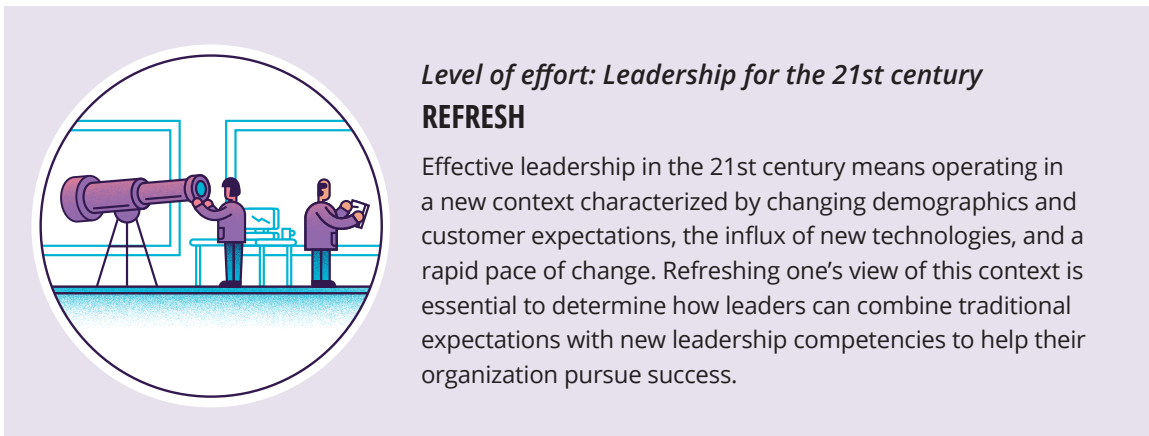 Level of effort: Leadership for the 21st century
REFRESH
Effective leadership in the 21st century means operating in
a new context characterized by changing demographics and
customer expectations, the influx of new technologies, and a
rapid pace of change. Refreshing one’s view of this context is
essential to determine how leaders can combine traditional
expectations with new leadership competencies to help their
organization pursue success.